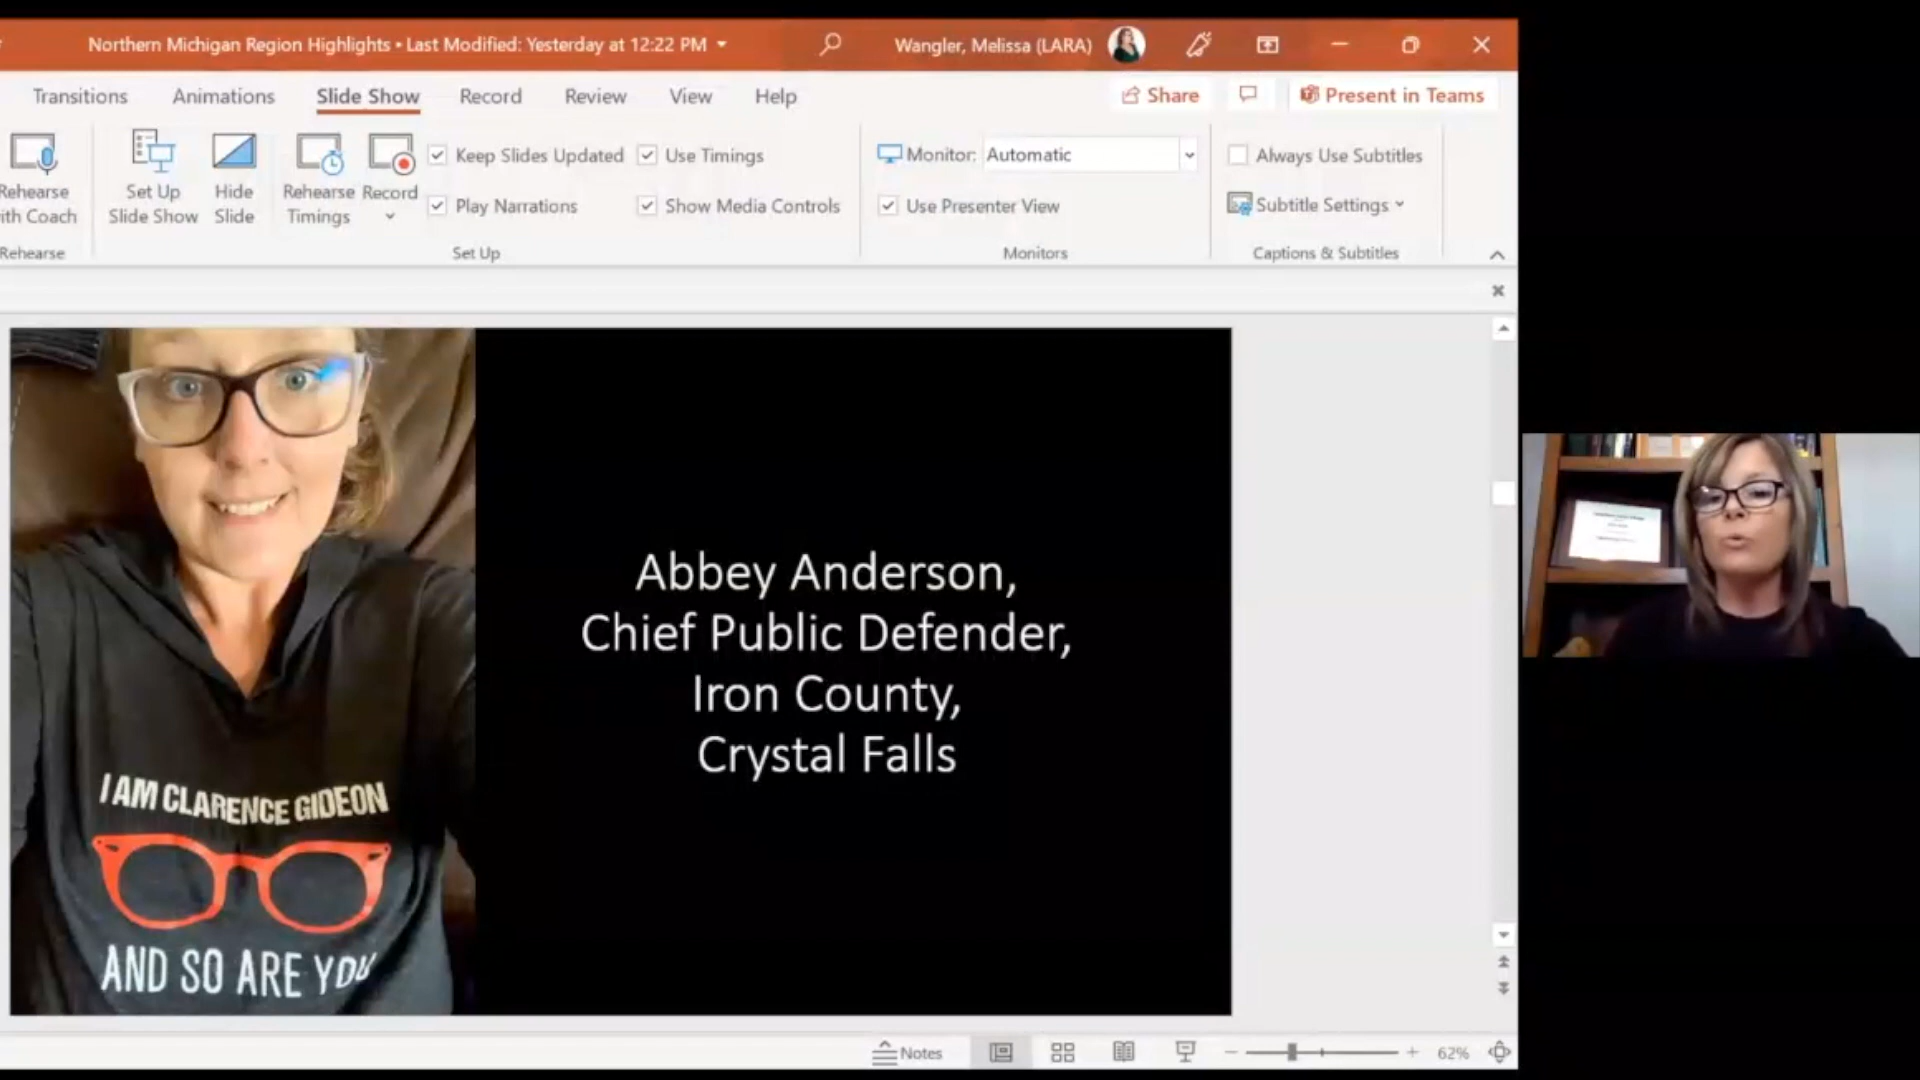 Northern Michigan Region Highlights • Last Modified: Yesterday at 12:22 PM
Wangler, Melissa (LARA)
Transitions Animations Slide Show Record Review View Help
Share
Present in Teams
Rehearse
ith Coach
Set Up
Slide Show
Hide
Slide
Rehearse
Timings
Record
Keep Slides Updated
Play Narrations
Use Timings
Show Media Controls
Monitor: Automatic
Use Presenter View
Always Use Subtitles
Subtitle Settings
Rehearse
Set Up
Monitors
Captions & Subtitles
I AM CLARENCE GIDEON
AND SO ARE YOU
Abbey Anderson,
Chief Public Defender,
Iron County,
Crystal Falls
Notes
62%